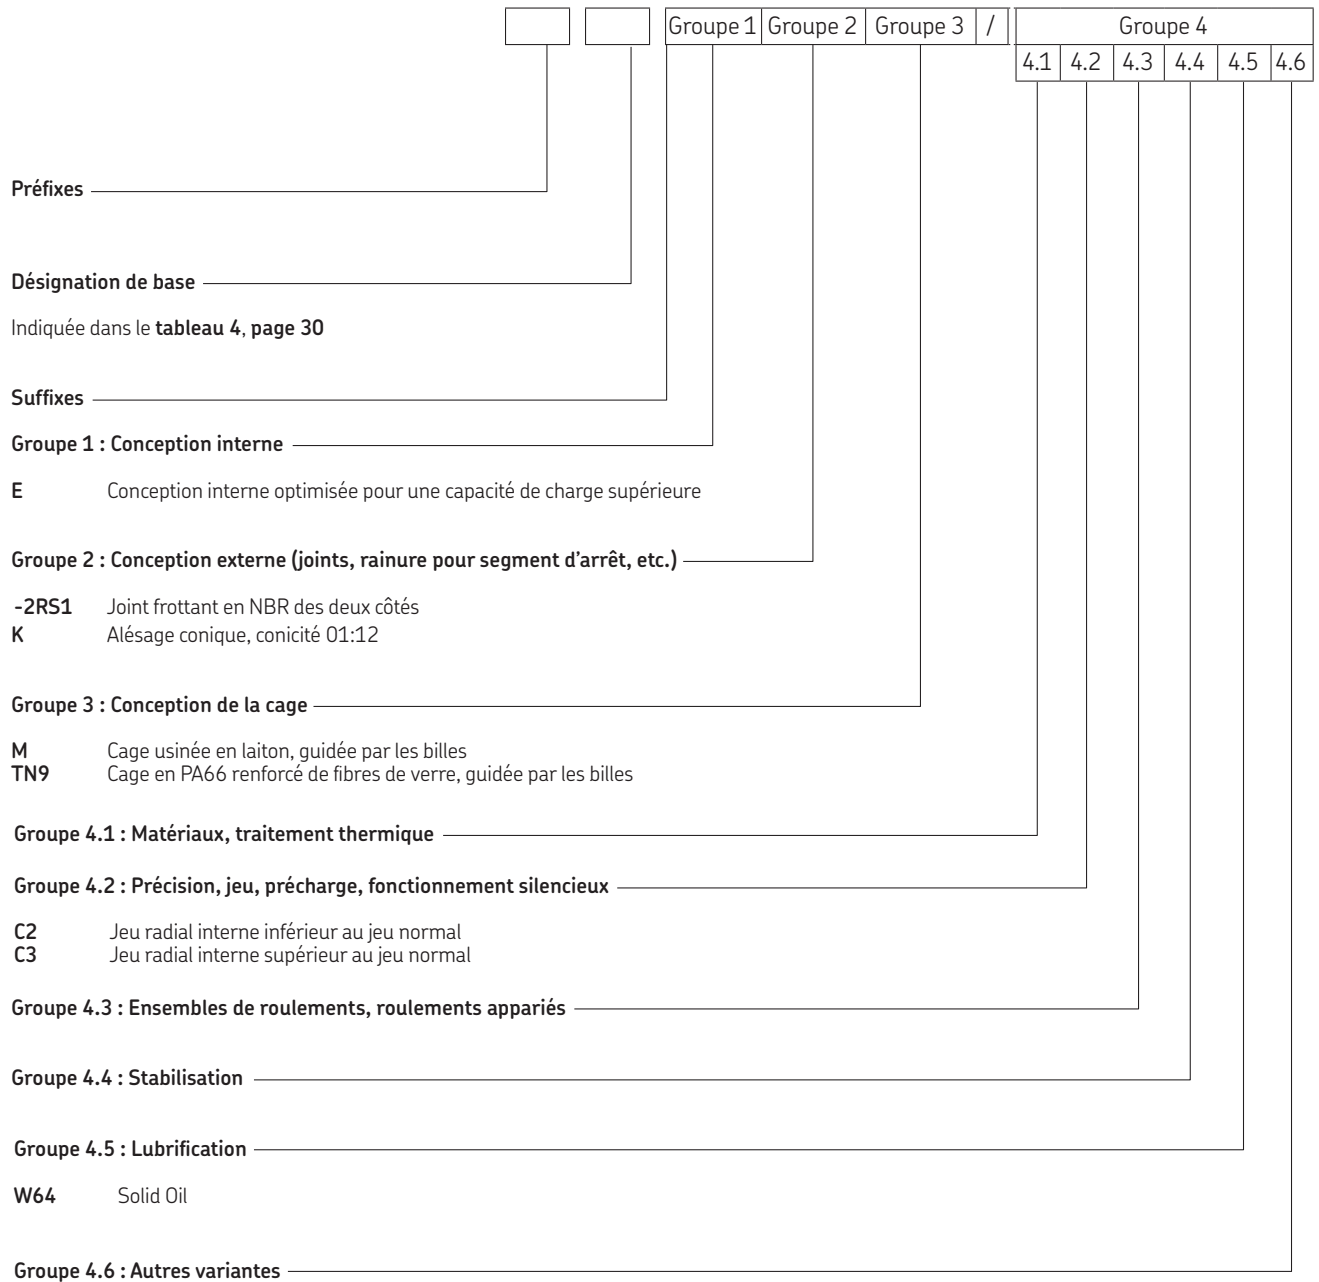 Groupe 1 Groupe 2 Groupe 3 / Groupe 4
4.1 4.2 4.3 4.4 4.5 4.6
Préfixes
Désignation de base
Indiquée dans le tableau 4, page 30
Suffixes
Groupe 1 : Conception interne
E Conception interne optimisée pour une capacité de charge supérieure
Groupe 2 : Conception externe (joints, rainure pour segment d’arrêt, etc.)
-2RS1 Joint frottant en NBR des deux côtés
K Alésage conique, conicité 01:12
Groupe 3 : Conception de la cage
M Cage usinée en laiton, guidée par les billes
TN9 Cage en PA66 renforcé de fibres de verre, guidée par les billes
Groupe 4.1 : Matériaux, traitement thermique
Groupe 4.2 : Précision, jeu, précharge, fonctionnement silencieux
C2 Jeu radial interne inférieur au jeu normal
C3 Jeu radial interne supérieur au jeu normal
Groupe 4.3 : Ensembles de roulements, roulements appariés
Groupe 4.4 : Stabilisation
Groupe 4.5 : Lubrification
W64 Solid Oil
Groupe 4.6 : Autres variantes